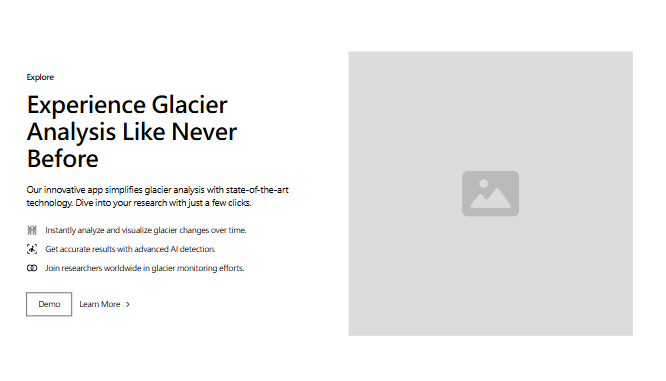 Explore
Experience Glacier
Analysis Like Never
Before
Our innovative app simplifies glacier analysis with state-of-the-art
technology. Dive into your research with just a few clicks.
Instantly analyze and visualize glacier changes over time.
Get accurate results with advanced AI detection.
Join researchers worldwide in glacier monitoring efforts.
Demo Learn More